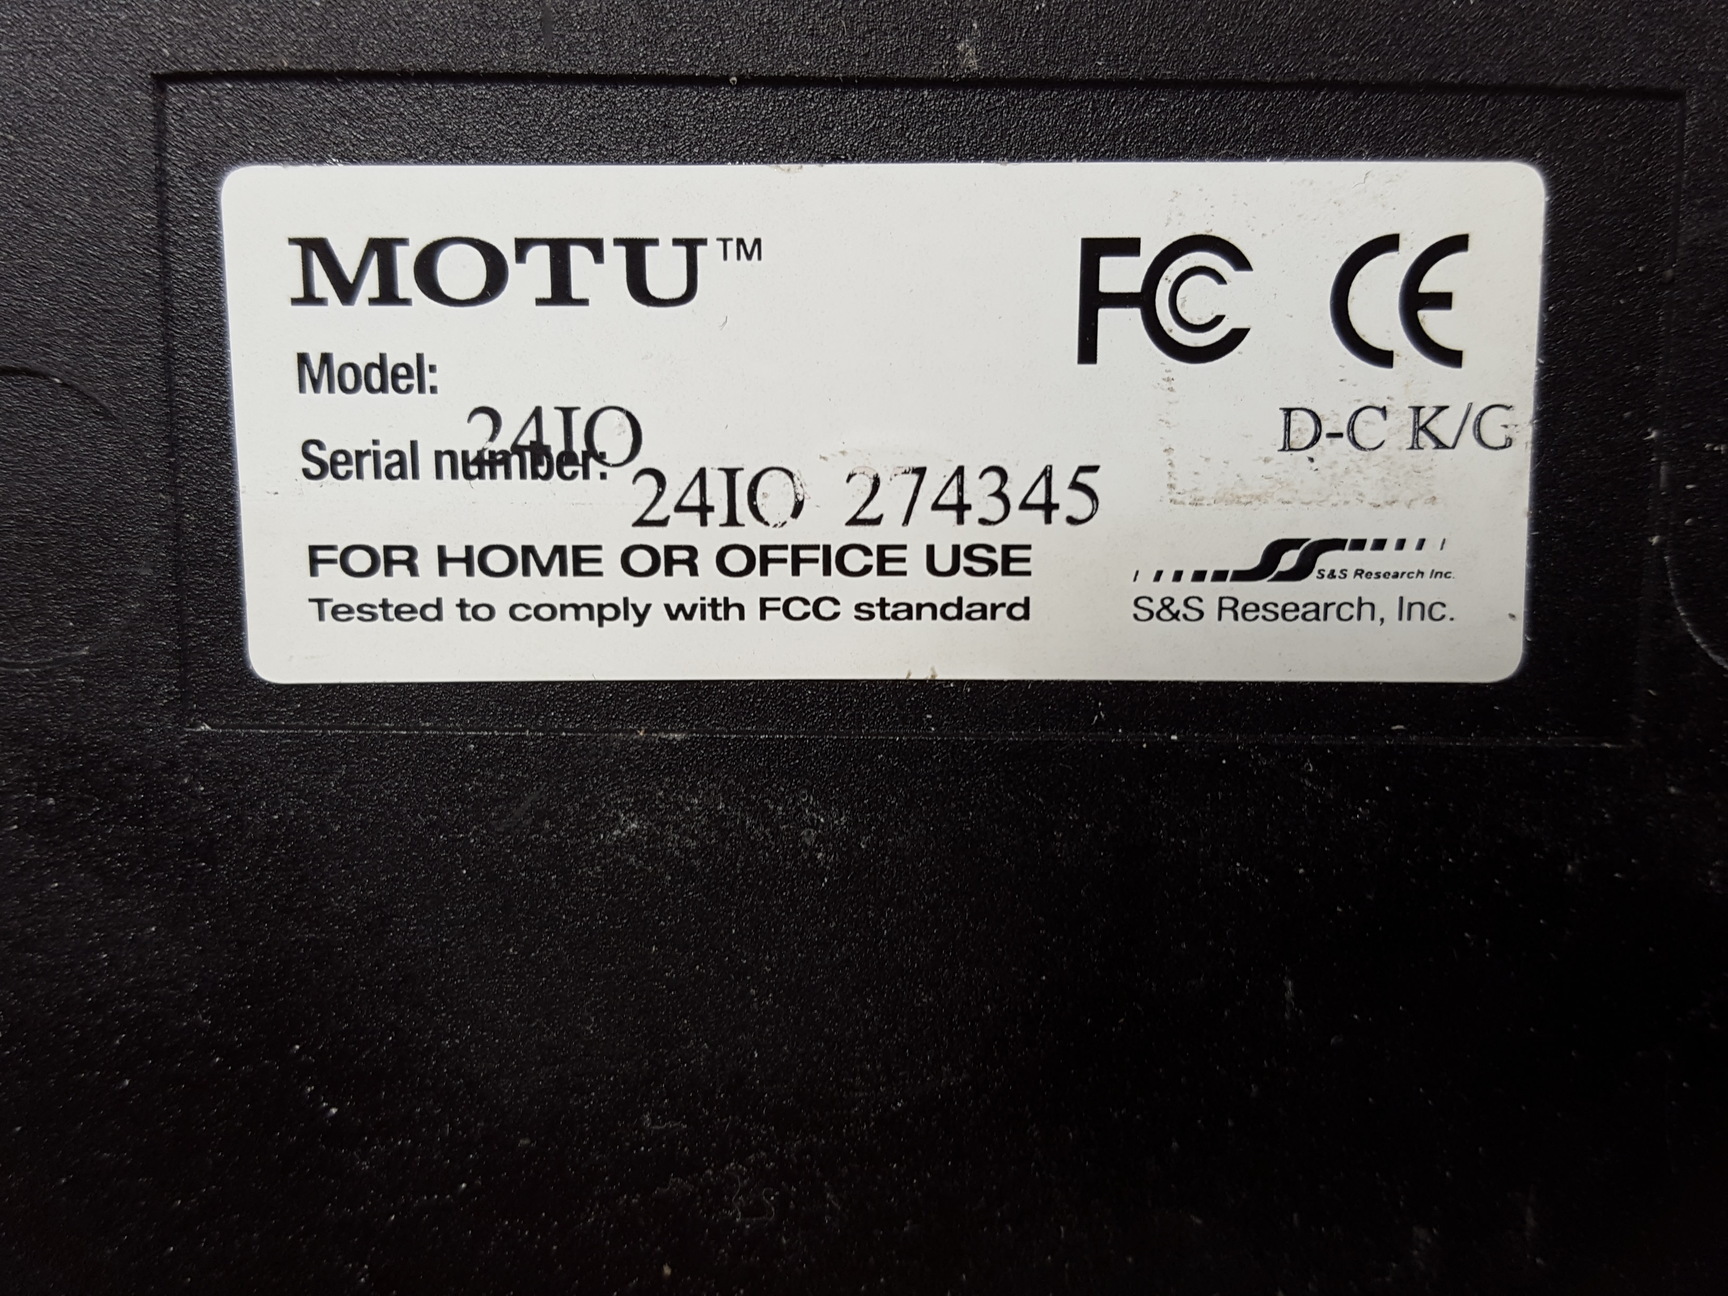 MOTU™
FCC CE
Model:
24IO
D-C K/G
Serial number:
24IO 274345
FOR HOME OR OFFICE USE
S&S Research Inc.
Tested to comply with FCC standard
S&S Research, Inc.